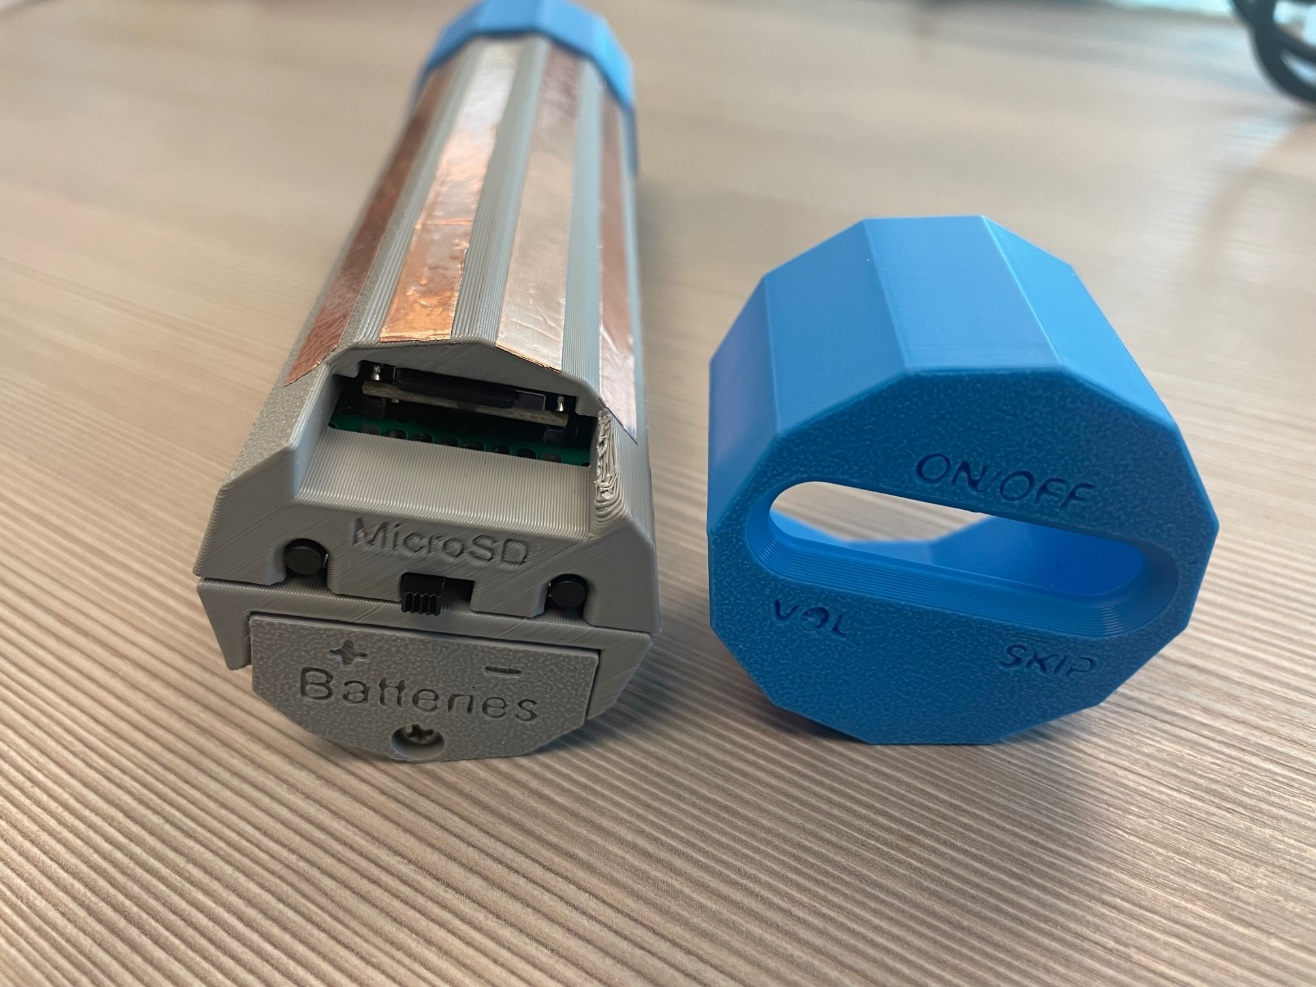 MicroSD
+ -
Batteries
ON/OFF
VOL
SKIP